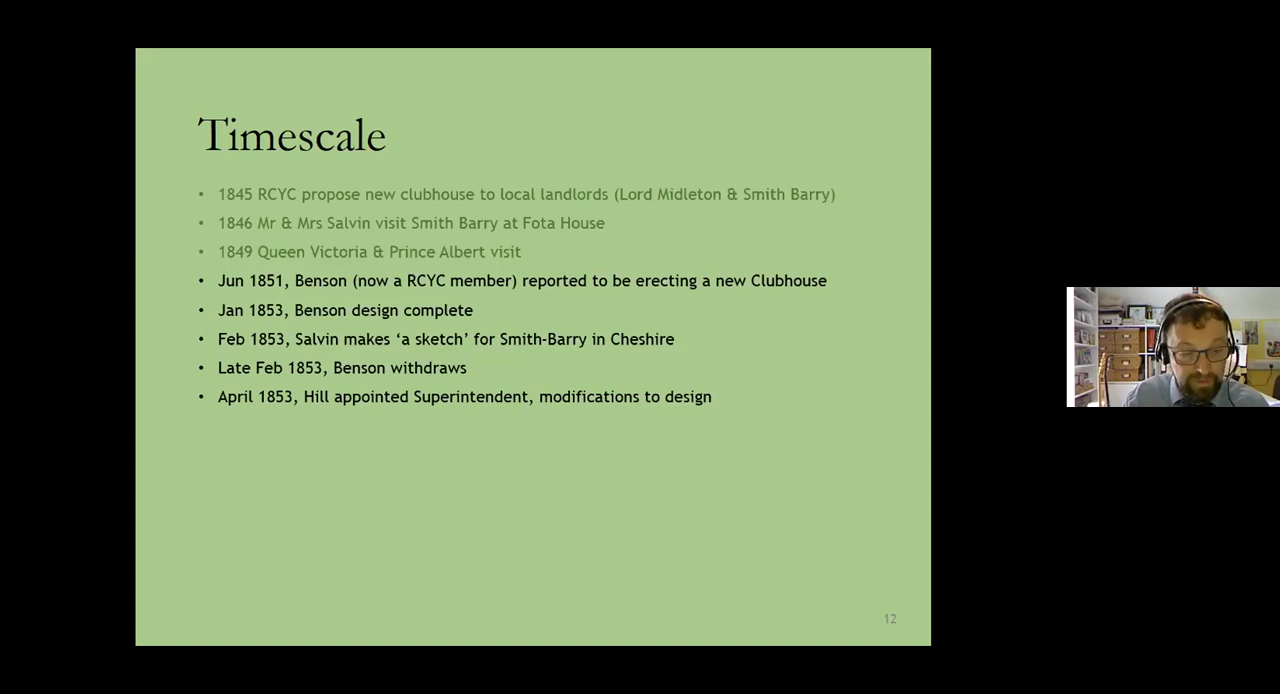 Timescale
• 1845 RCYC propose new clubhouse to local landlords (Lord Midleton & Smith Barry)
• 1846 Mr & Mrs Salvin visit Smith Barry at Fota House
• 1849 Queen Victoria & Prince Albert visit
• Jun 1851, Benson (now a RCYC member) reported to be erecting a new Clubhouse
• Jan 1853, Benson design complete
• Feb 1853, Salvin makes ‘a sketch’ for Smith-Barry in Cheshire
• Late Feb 1853, Benson withdraws
• April 1853, Hill appointed Superintendent, modifications to design
12